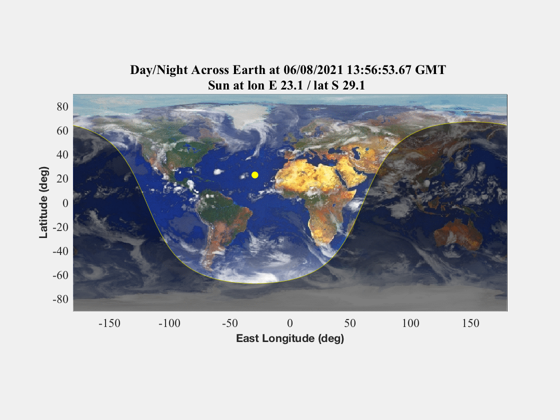 Day/Night Across Earth at 06/08/2021 13:56:53.67 GMT
Sun at lon E 23.1 / lat S 29.1
80
60
40
20
0
-20
-40
-60
-80
Latitude (deg)
-150 -100 -50 0 50 100 150
East Longitude (deg)